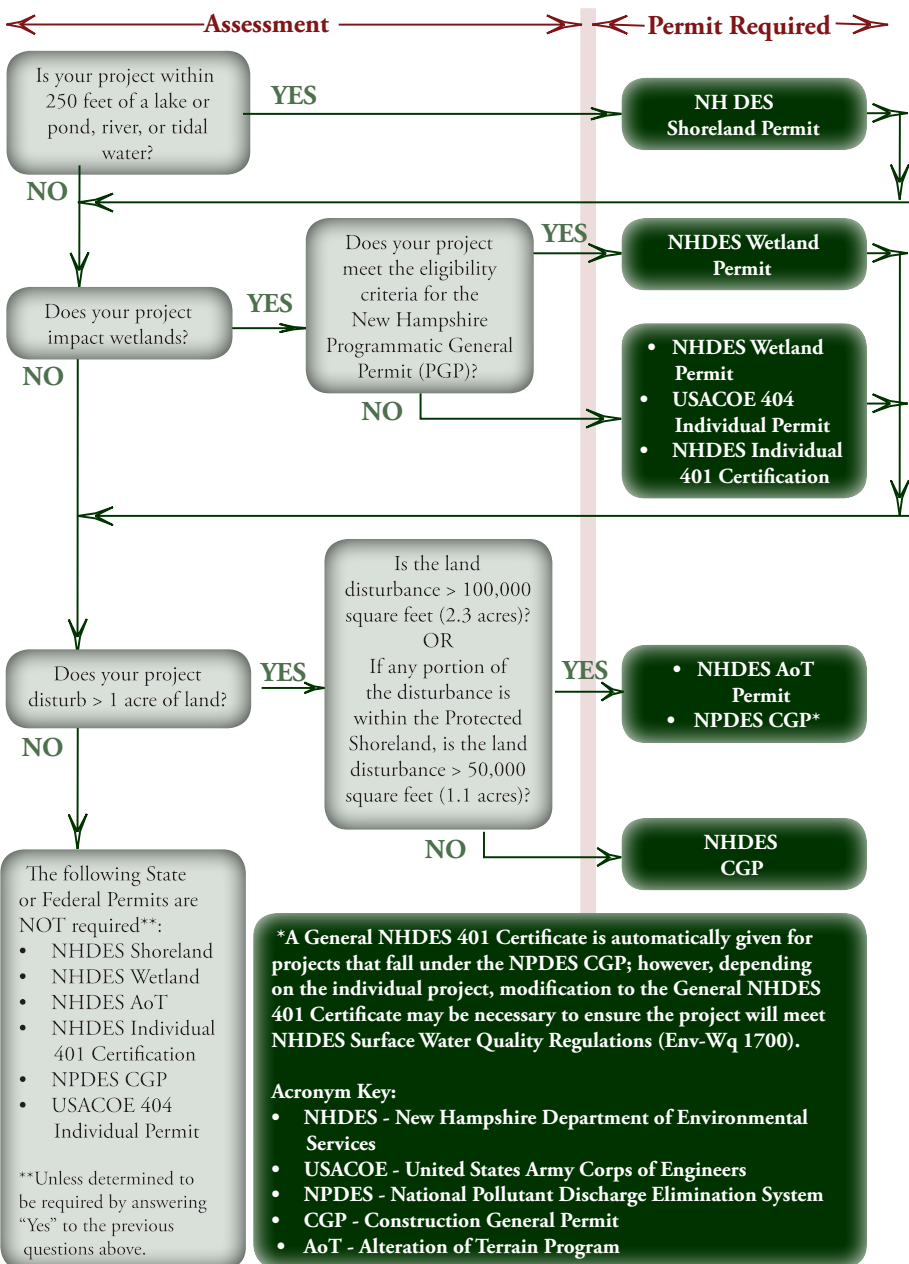 Assessment
Permit Required
Is your project within
250 feet of a lake or
pond, river, or tidal
water?
YES
NH DES
Shoreland Permit
NO
Does your project
impact wetlands?
YES
Does your project
meet the eligibility
criteria for the
New Hampshire
Programmatic General
Permit (PGP)?
YES
NHDES Wetland
Permit
NO
• NHDES Wetland
Permit
• USACOE 404
Individual Permit
• NHDES Individual
401 Certification
NO
Does your project
disturb > 1 acre of land?
YES
Is the land
disturbance > 100,000
square feet (2.3 acres)?
OR
If any portion of
the disturbance is
within the Protected
Shoreland, is the land
disturbance > 50,000
square feet (1.1 acres)?
YES
• NHDES AoT
Permit
• NPDES CGP*
NO
NHDES
CGP
NO
The following State
or Federal Permits are
NOT required**:
• NHDES Shoreland
• NHDES Wetland
• NHDES AoT
• NHDES Individual
401 Certification
• NPDES CGP
• USACOE 404
Individual Permit
**Unless determined to
be required by answering
“Yes” to the previous
questions above.
*A General NHDES 401 Certificate is automatically given for
projects that fall under the NPDES CGP; however, depending
on the individual project, modification to the General NHDES
401 Certificate may be necessary to ensure the project will meet
NHDES Surface Water Quality Regulations (Env-Wq 1700).
Acronym Key:
• NHDES - New Hampshire Department of Environmental
Services
• USACOE - United States Army Corps of Engineers
• NPDES - National Pollutant Discharge Elimination System
• CGP - Construction General Permit
• AoT - Alteration of Terrain Program